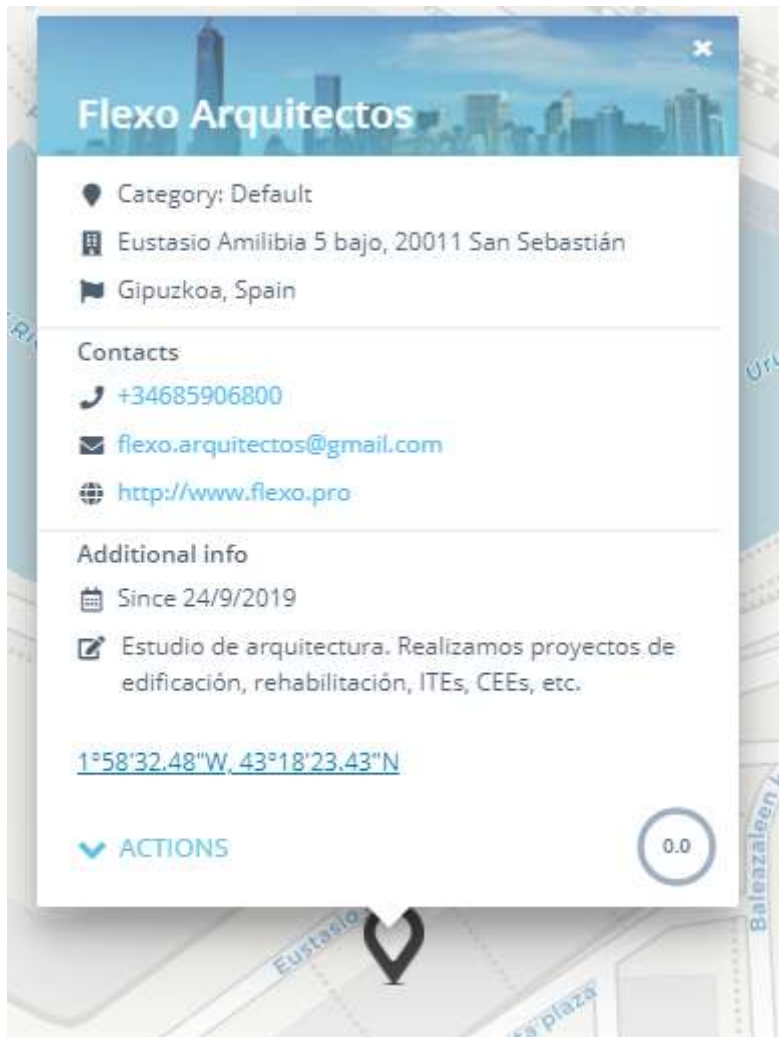 Flexo Arquitectos
Category: Default
Eustasio Amilibia 5 bajo, 20011 San Sebastián
Gipuzkoa, Spain
Contacts
+34685906800
flexo.arquitectos@gmail.com
http://www.flexo.pro
Additional info
Since 24/9/2019
Estudio de arquitectura. Realizamos proyectos de
edificación, rehabilitación, ITEs, CEEs, etc.
1°58'32.48"W, 43°18'23.43"N
ACTIONS
0.0
Baleazaleen
Eustasio
plaza